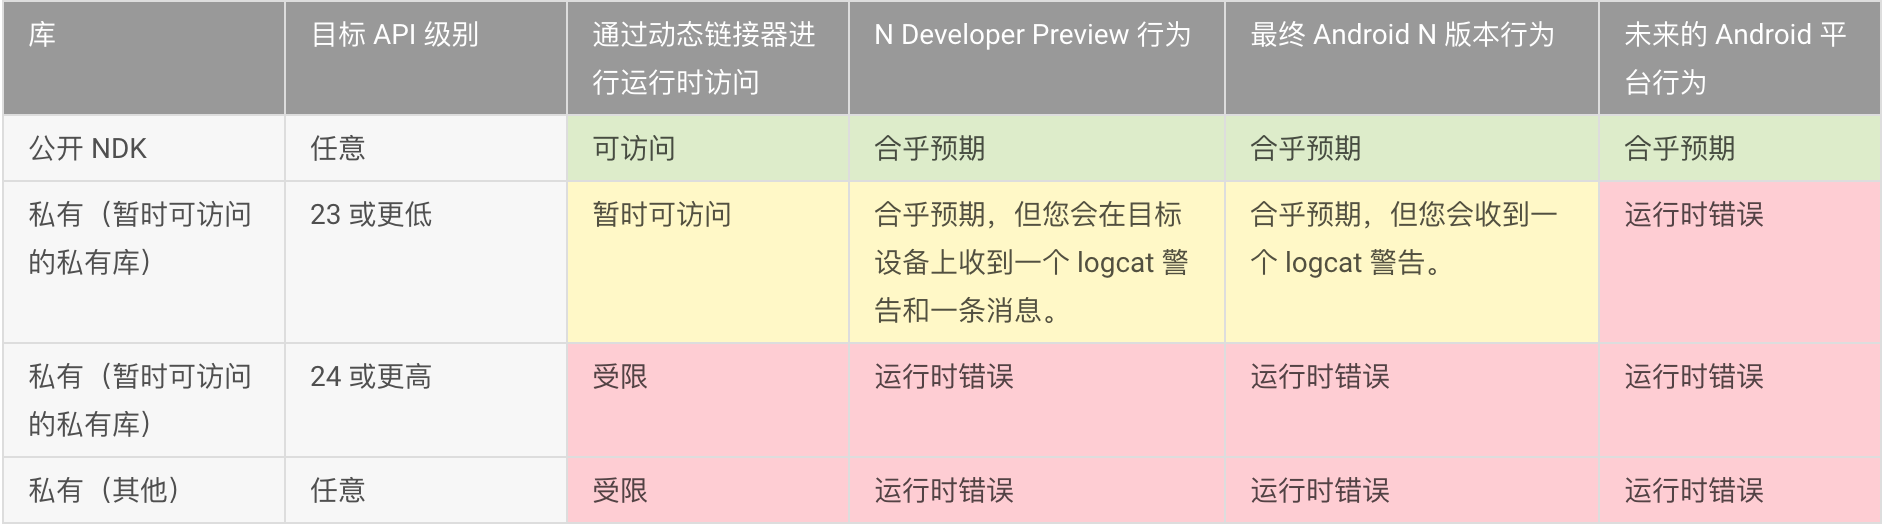 库
目标 API 级别
通过动态链接器进
行运行时访问
N Developer Preview 行为
最终 Android N 版本行为
未来的 Android 平
台行为
公开 NDK
任意
可访问
合乎预期
合乎预期
合乎预期
私有（暂时可访问
的私有库）
23 或更低
暂时可访问
合乎预期，但您会在目标
设备上收到一个 logcat 警
告和一条消息。
合乎预期，但您会收到一
个 logcat 警告。
运行时错误
私有（暂时可访问
的私有库）
24 或更高
受限
运行时错误
运行时错误
运行时错误
私有（其他）
任意
受限
运行时错误
运行时错误
运行时错误